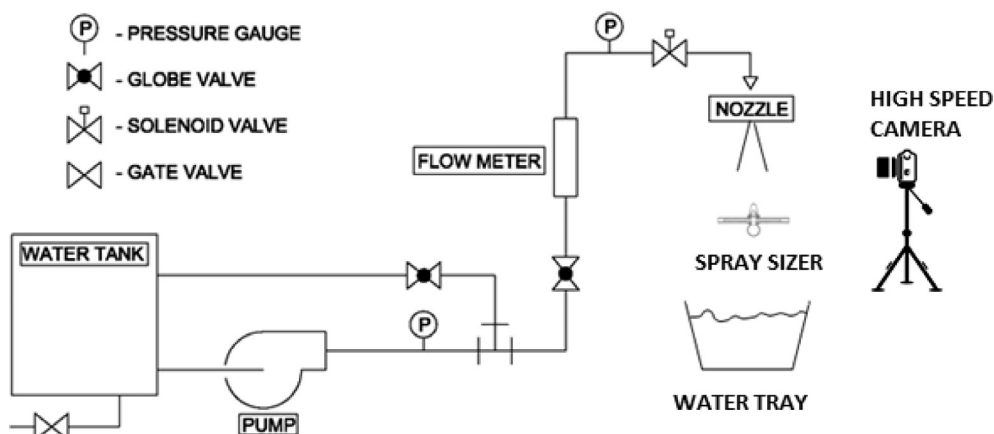 P - PRESSURE GAUGE
- GLOBE VALVE
- SOLENOID VALVE
- GATE VALVE
P
NOZZLE
HIGH SPEED
CAMERA
FLOW METER
WATER TANK
SPRAY SIZER
P
WATER TRAY
PUMP